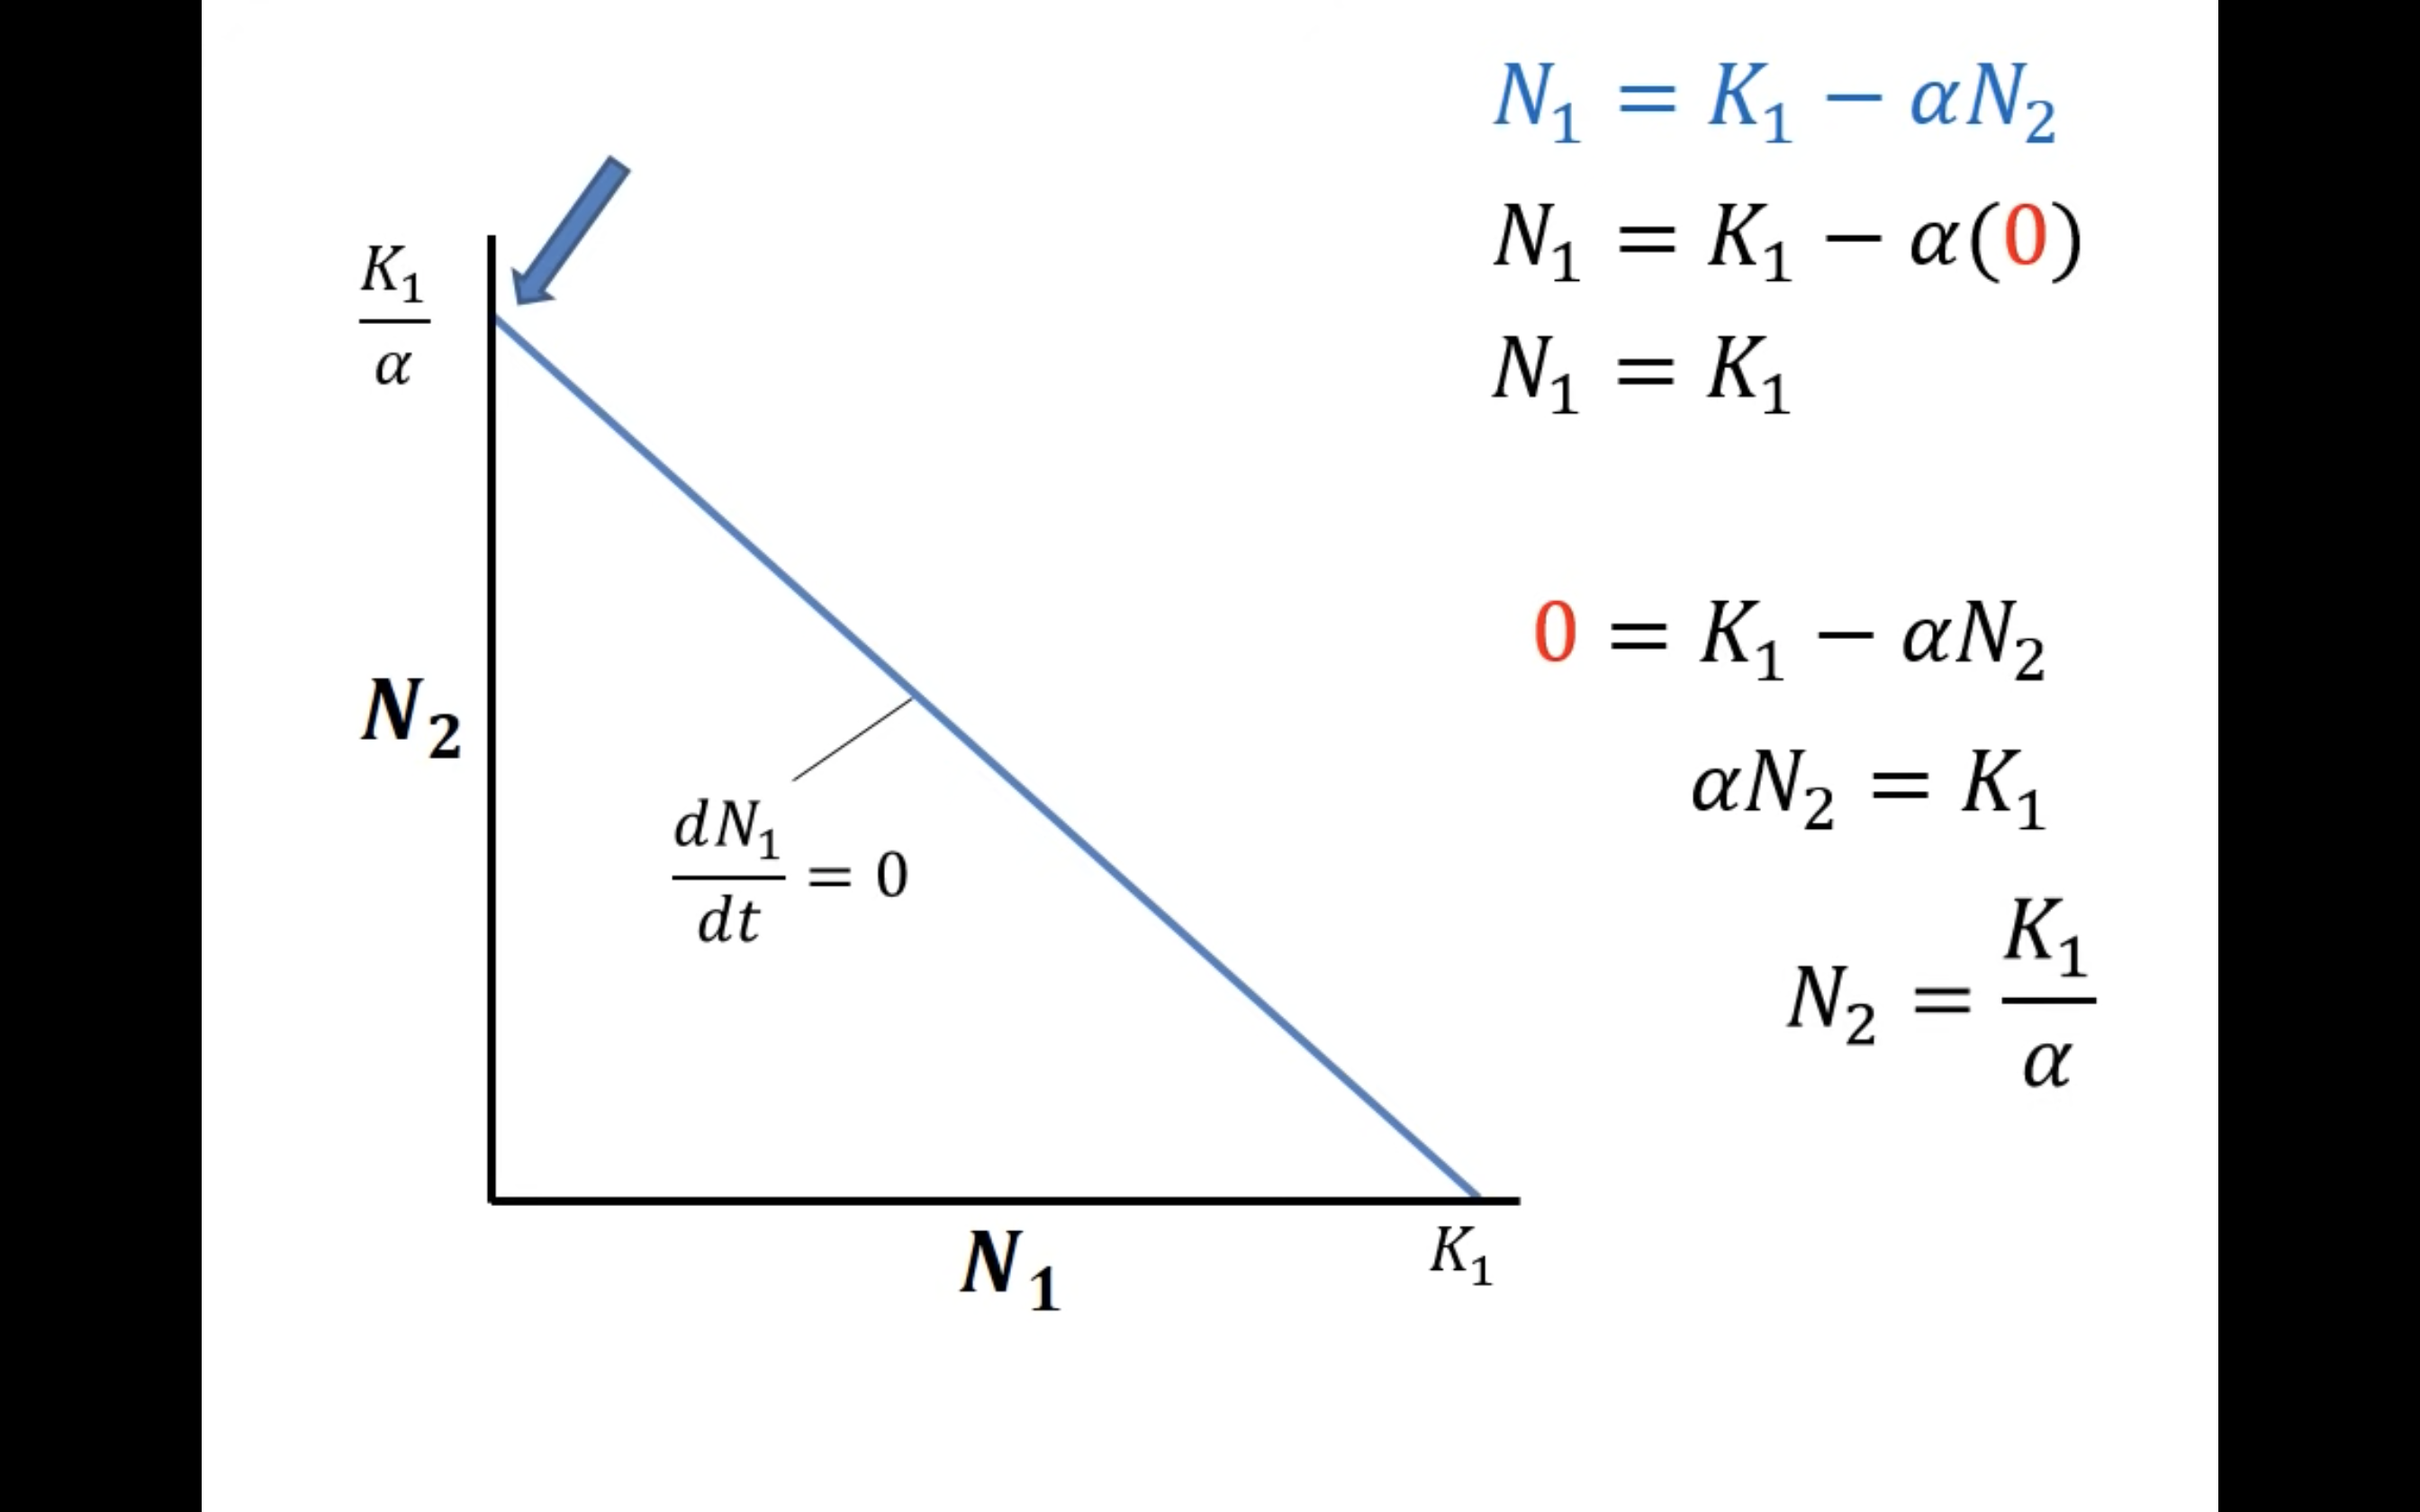 N₁ = K₁ − αN₂
N₁ = K₁ − α(0)
N₁ = K₁
0 = K₁ − αN₂
αN₂ = K₁
N₂ = K₁/α
K₁/α
N₂
dN₁/dt = 0
N₁
K₁